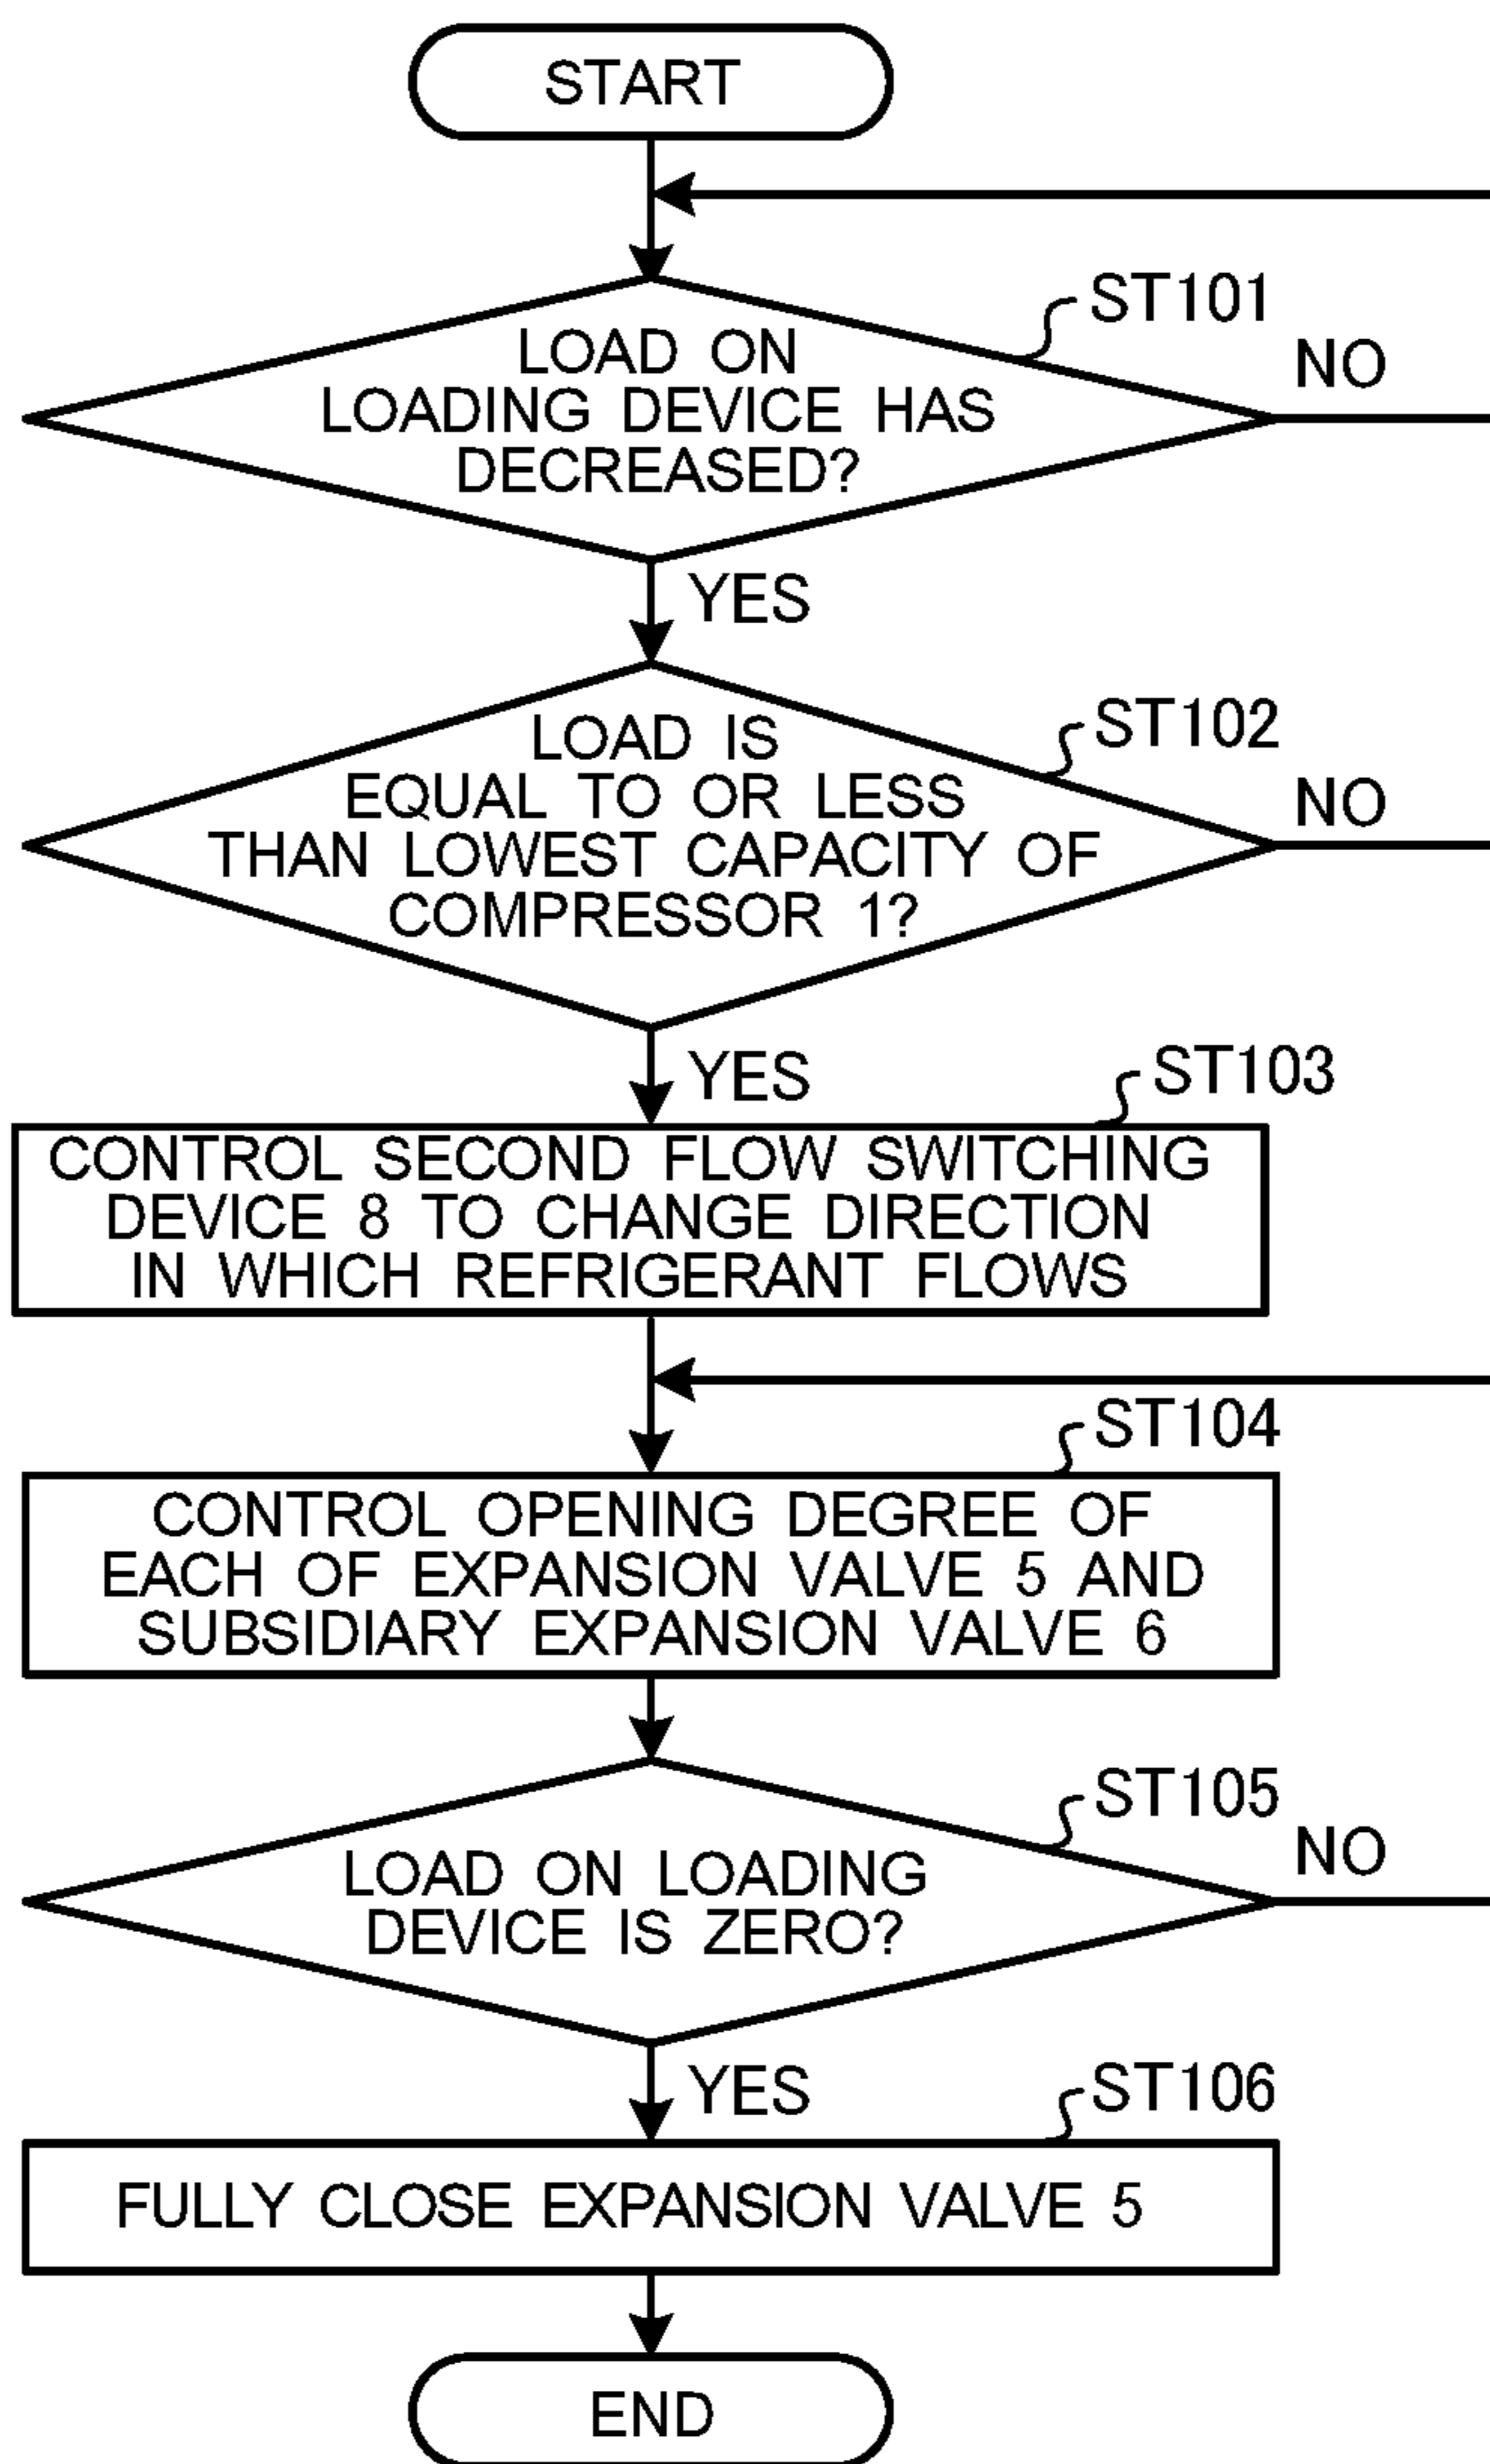 START
ST101
LOAD ON
LOADING DEVICE HAS
DECREASED?
NO
YES
ST102
LOAD IS
EQUAL TO OR LESS
THAN LOWEST CAPACITY OF
COMPRESSOR 1?
NO
YES
ST103
CONTROL SECOND FLOW SWITCHING
DEVICE 8 TO CHANGE DIRECTION
IN WHICH REFRIGERANT FLOWS
ST104
CONTROL OPENING DEGREE OF
EACH OF EXPANSION VALVE 5 AND
SUBSIDIARY EXPANSION VALVE 6
ST105
LOAD ON LOADING
DEVICE IS ZERO?
NO
YES
ST106
FULLY CLOSE EXPANSION VALVE 5
END